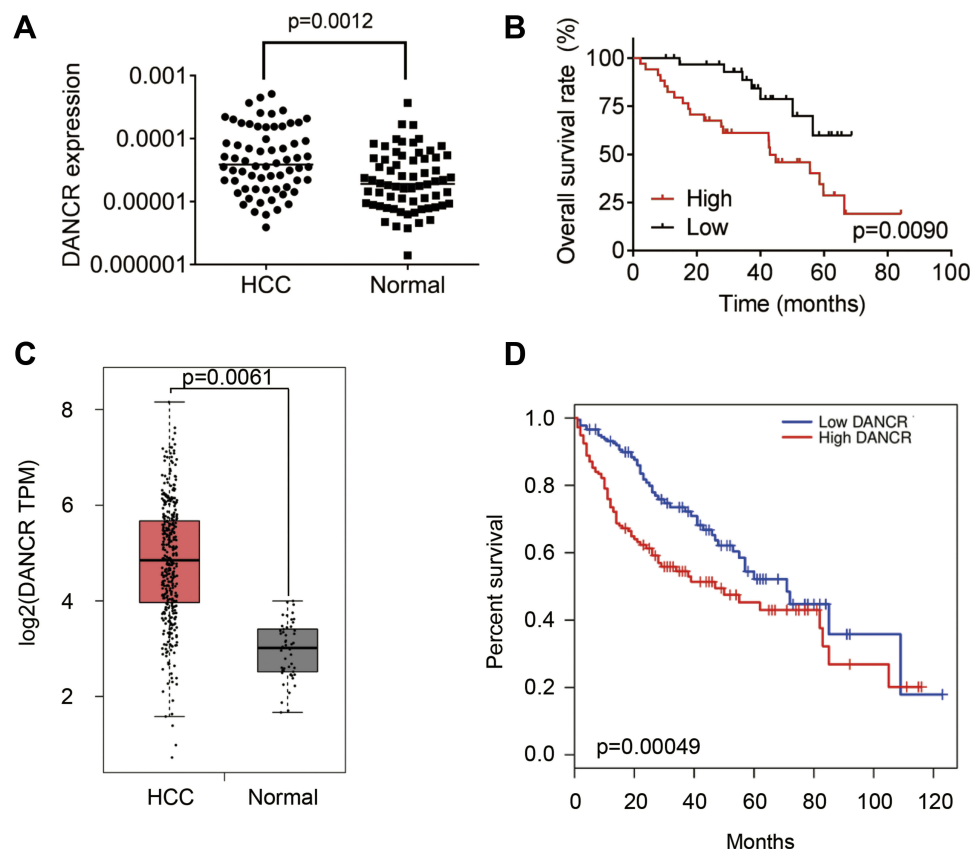 A
p=0.0012
DANCR expression
0.001
0.0001
0.00001
0.000001
HCC
Normal
B
Overall survival rate (%)
100
75
50
25
0
High
Low
p=0.0090
0
20
40
60
80
100
Time (months)
C
p=0.0061
log2(DANCR TPM)
8
6
4
2
HCC
Normal
D
Percent survival
1.0
0.8
0.6
0.4
0.2
0.0
Low DANCR
High DANCR
p=0.00049
0
20
40
60
80
100
120
Months